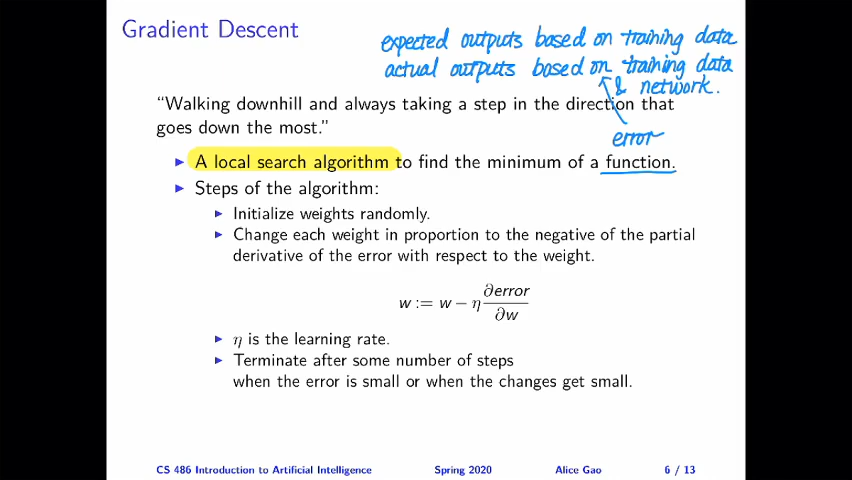 Gradient Descent
expected outputs based on training data
actual outputs based on training data
& network.
"Walking downhill and always taking a step in the direction that
goes down the most."
error
▶ A local search algorithm to find the minimum of a function.
▶ Steps of the algorithm:
▶ Initialize weights randomly.
▶ Change each weight in proportion to the negative of the partial
derivative of the error with respect to the weight.
w := w − η ∂error/∂w
▶ η is the learning rate.
▶ Terminate after some number of steps
when the error is small or when the changes get small.
CS 486 Introduction to Artificial Intelligence Spring 2020 Alice Gao 6 / 13